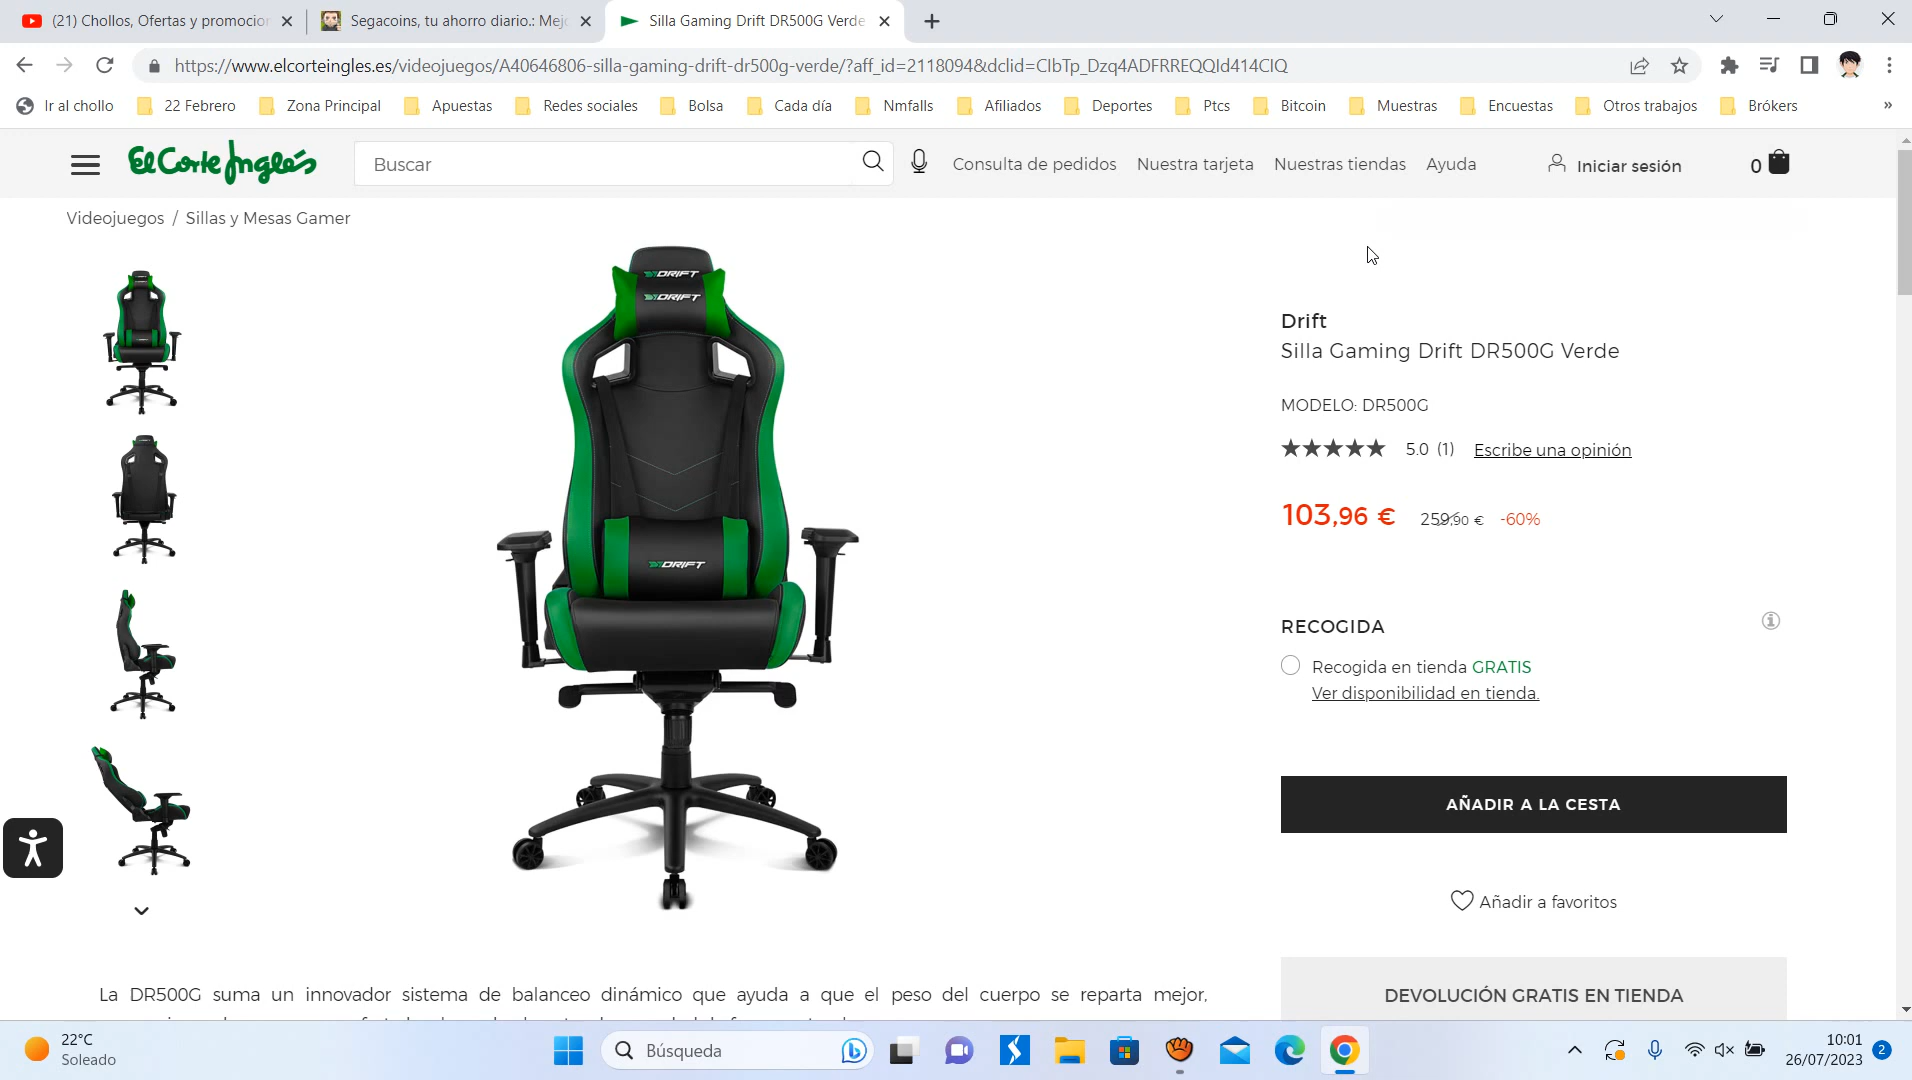 (21) Chollos, Ofertas y promocion
Segacoins, tu ahorro diario.: Mejo
Silla Gaming Drift DR500G Verde
https://www.elcorteingles.es/videojuegos/A40646806-silla-gaming-drift-dr500g-verde/?aff_id=2118094&dclid=CIbTp_Dzq4ADFRREQQId414CIQ
Ir al chollo
22 Febrero
Zona Principal
Apuestas
Redes sociales
Bolsa
Cada día
Nmfalls
Afiliados
Deportes
Ptcs
Bitcoin
Muestras
Encuestas
Otros trabajos
Brókers
»
El Corte Inglés
Buscar
Consulta de pedidos
Nuestra tarjeta
Nuestras tiendas
Ayuda
Iniciar sesión
0
Videojuegos / Sillas y Mesas Gamer
DRIFT
DRIFT
DRIFT
Drift
Silla Gaming Drift DR500G Verde
MODELO: DR500G
5.0 (1) Escribe una opinión
103,96 € 259,90 € -60%
RECOGIDA
Recogida en tienda GRATIS
Ver disponibilidad en tienda.
AÑADIR A LA CESTA
Añadir a favoritos
DEVOLUCIÓN GRATIS EN TIENDA
La DR500G suma un innovador sistema de balanceo dinámico que ayuda a que el peso del cuerpo se reparta mejor,
22°C
Soleado
Búsqueda
10:01
26/07/2023
2